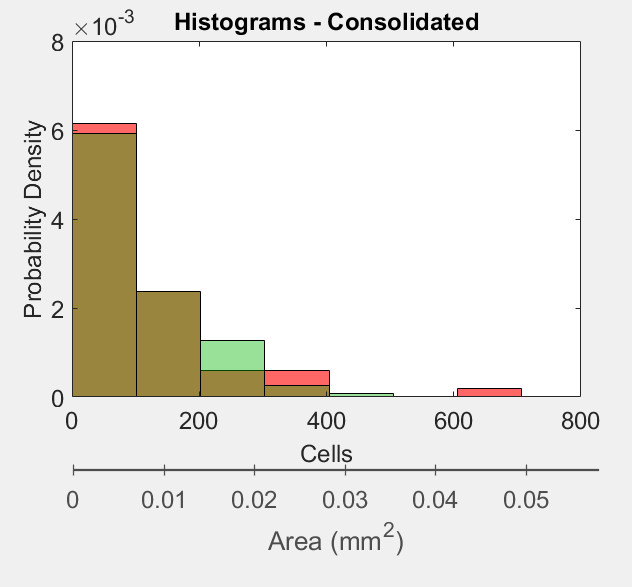 ×10⁻³
Histograms - Consolidated
8
6
4
2
0
Probability Density
0 200 400 600 800
Cells
0 0.01 0.02 0.03 0.04 0.05
Area (mm²)